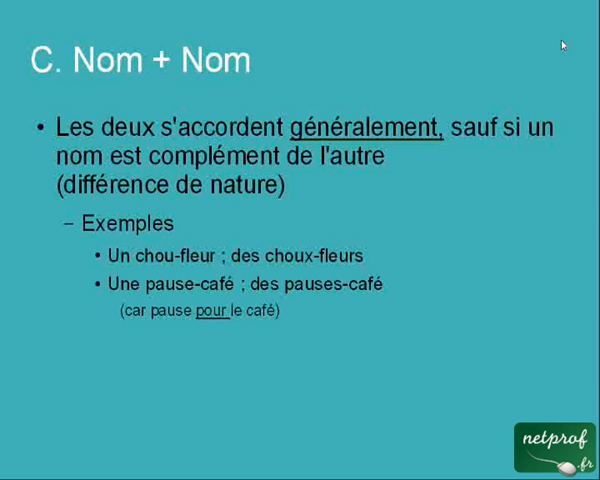 C. Nom + Nom
• Les deux s'accordent généralement, sauf si un
nom est complément de l'autre
(différence de nature)
– Exemples
• Un chou-fleur ; des choux-fleurs
• Une pause-café ; des pauses-café
(car pause pour le café)
netprof
.fr